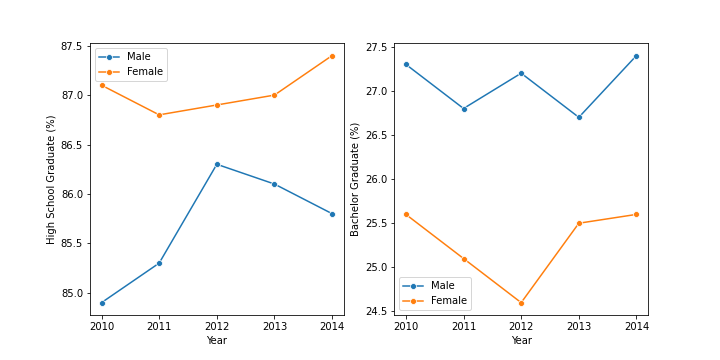 High School Graduate (%)
87.5
87.0
86.5
86.0
85.5
85.0
Male
Female
2010 2011 2012 2013 2014
Year
Bachelor Graduate (%)
27.5
27.0
26.5
26.0
25.5
25.0
24.5
Male
Female
2010 2011 2012 2013 2014
Year